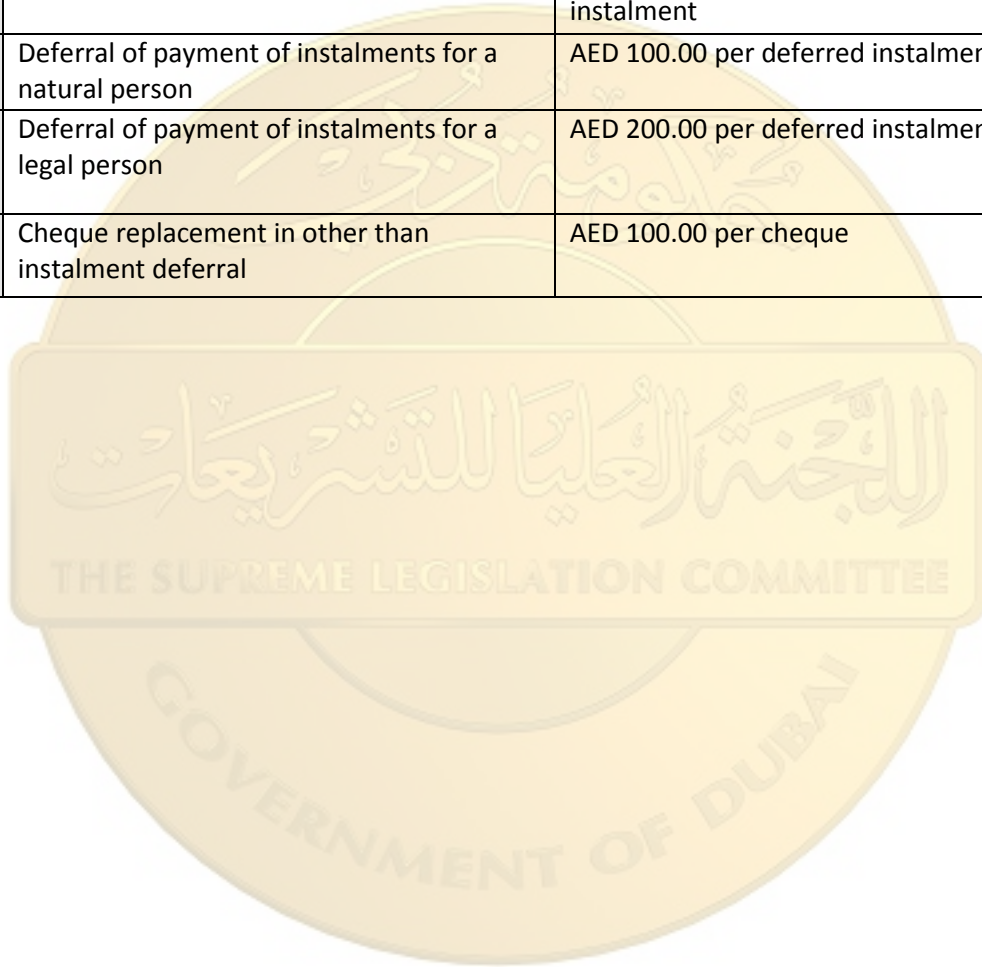 instalment
Deferral of payment of instalments for a
natural person
AED 100.00 per deferred instalmen
Deferral of payment of instalments for a
legal person
AED 200.00 per deferred instalmen
Cheque replacement in other than
instalment deferral
AED 100.00 per cheque
حكومة دبي
اللجنة العليا للتشريعات
THE SUPREME LEGISLATION COMMITTEE
GOVERNMENT OF DUBAI